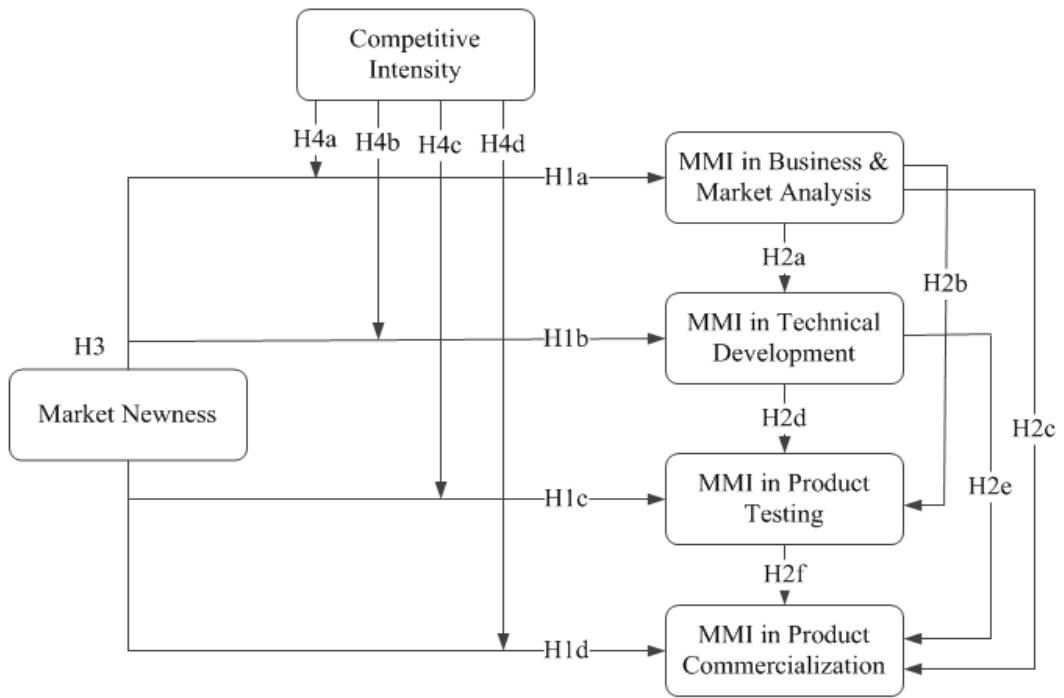 Competitive
Intensity
H4a
H4b
H4c
H4d
H1a
MMI in Business &
Market Analysis
H2a
H2b
H3
H1b
MMI in Technical
Development
Market Newness
H2d
H2c
H1c
MMI in Product
Testing
H2e
H2f
H1d
MMI in Product
Commercialization